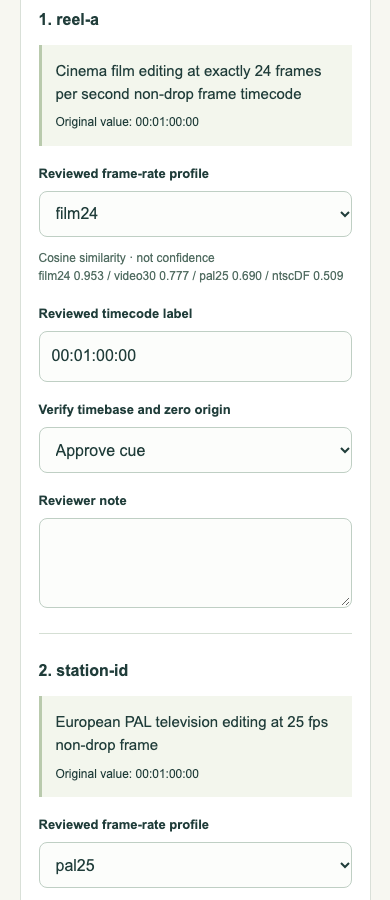 1. reel-a
Cinema film editing at exactly 24 frames
per second non-drop frame timecode
Original value: 00:01:00:00
Reviewed frame-rate profile
film24
Cosine similarity · not confidence
film24 0.953 / video30 0.777 / pal25 0.690 / ntscDF 0.509
Reviewed timecode label
00:01:00:00
Verify timebase and zero origin
Approve cue
Reviewer note
2. station-id
European PAL television editing at 25 fps
non-drop frame
Original value: 00:01:00:00
Reviewed frame-rate profile
pal25